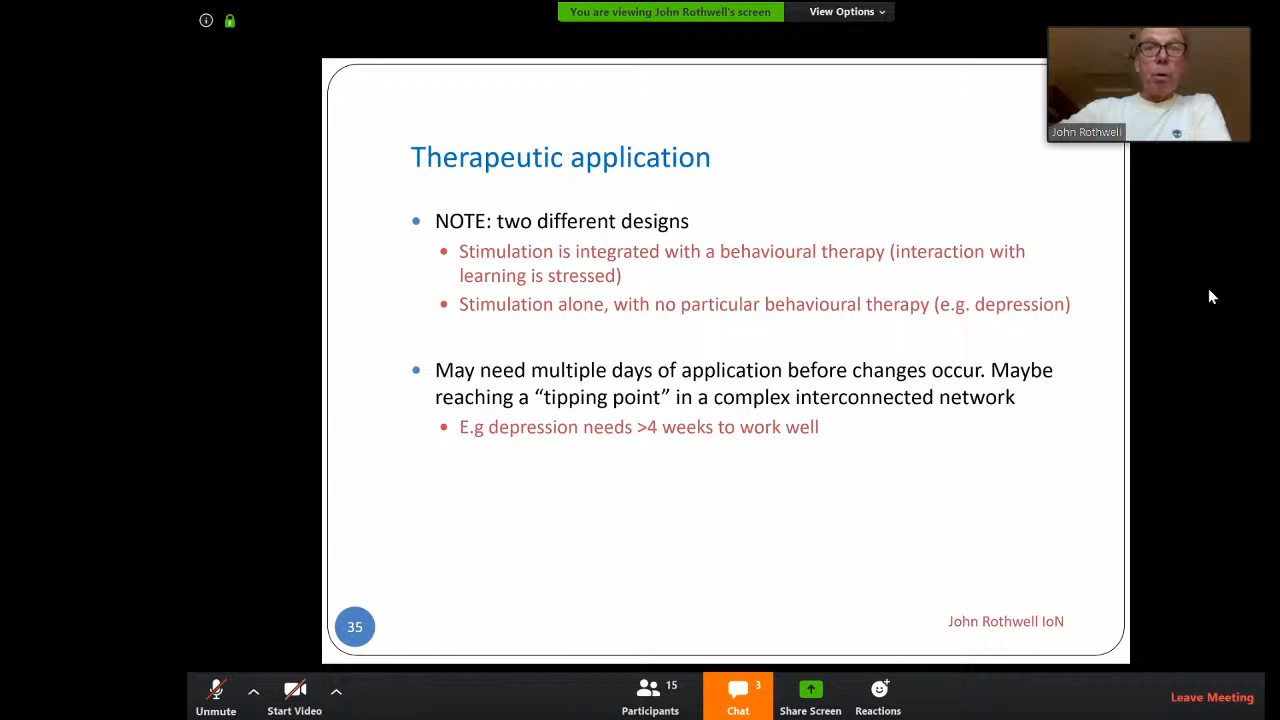 You are viewing John Rothwell's screen
View Options
John Rothwell
Therapeutic application
NOTE: two different designs
Stimulation is integrated with a behavioural therapy (interaction with
learning is stressed)
Stimulation alone, with no particular behavioural therapy (e.g. depression)
May need multiple days of application before changes occur. Maybe
reaching a “tipping point” in a complex interconnected network
E.g depression needs >4 weeks to work well
35
John Rothwell IoN
Unmute
Start Video
15
Participants
3
Chat
Share Screen
Reactions
Leave Meeting